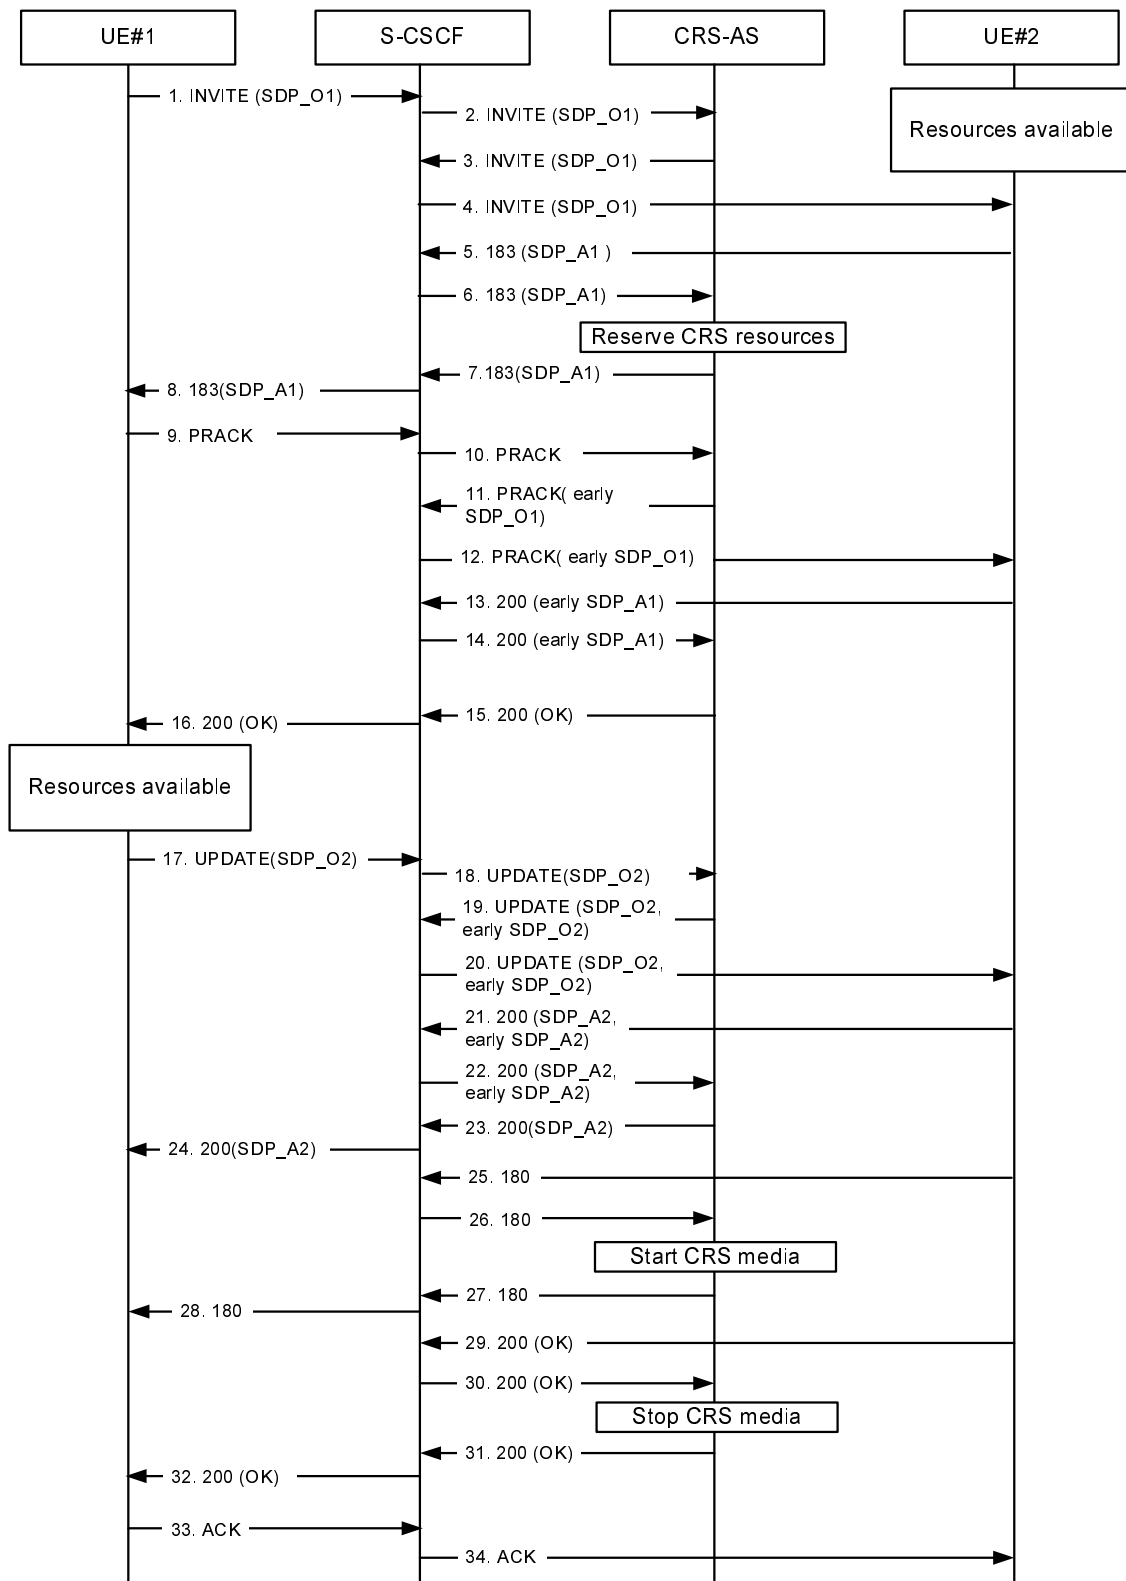 UE#1
S-CSCF
CRS-AS
UE#2
1. INVITE (SDP_O1)
2. INVITE (SDP_O1)
Resources available
3. INVITE (SDP_O1)
4. INVITE (SDP_O1)
5. 183 (SDP_A1 )
6. 183 (SDP_A1)
Reserve CRS resources
7.183(SDP_A1)
8. 183(SDP_A1)
9. PRACK
10. PRACK
11. PRACK( early
SDP_O1)
12. PRACK( early SDP_O1)
13. 200 (early SDP_A1)
14. 200 (early SDP_A1)
15. 200 (OK)
16. 200 (OK)
Resources available
17. UPDATE(SDP_O2)
18. UPDATE(SDP_O2)
19. UPDATE (SDP_O2,
early SDP_O2)
20. UPDATE (SDP_O2,
early SDP_O2)
21. 200 (SDP_A2,
early SDP_A2)
22. 200 (SDP_A2,
early SDP_A2)
23. 200(SDP_A2)
24. 200(SDP_A2)
25. 180
26. 180
Start CRS media
27. 180
28. 180
29. 200 (OK)
30. 200 (OK)
Stop CRS media
31. 200 (OK)
32. 200 (OK)
33. ACK
34. ACK